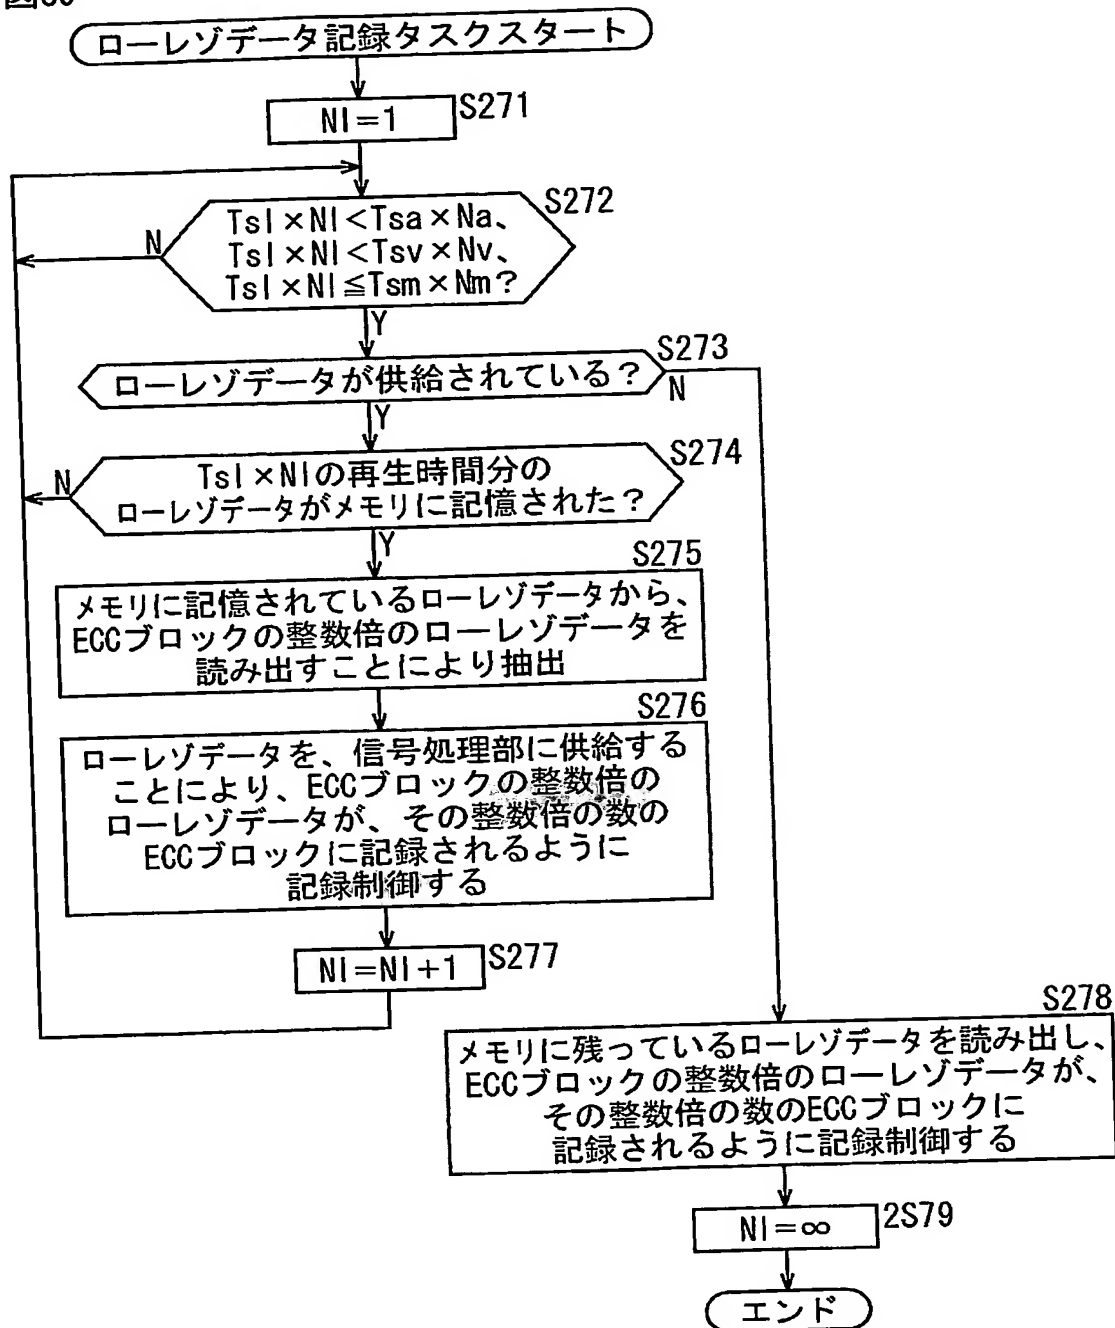 ローレゾデータ記録タスクスタート
Nl=1
S271
Tsl×Nl<Tsa×Na、
Tsl×Nl<Tsv×Nv、
Tsl×Nl≦Tsm×Nm?
S272
N
Y
ローレゾデータが供給されている?
S273
N
Y
Tsl×Nlの再生時間分の
ローレゾデータがメモリに記憶された?
S274
N
Y
S275
メモリに記憶されているローレゾデータから、
ECCブロックの整数倍のローレゾデータを
読み出すことにより抽出
S276
ローレゾデータを、信号処理部に供給する
ことにより、ECCブロックの整数倍の
ローレゾデータが、その整数倍の数の
ECCブロックに記録されるように
記録制御する
Nl=Nl+1
S277
S278
メモリに残っているローレゾデータを読み出し、
ECCブロックの整数倍のローレゾデータが、
その整数倍の数のECCブロックに
記録されるように記録制御する
Nl=∞
2S79
エンド